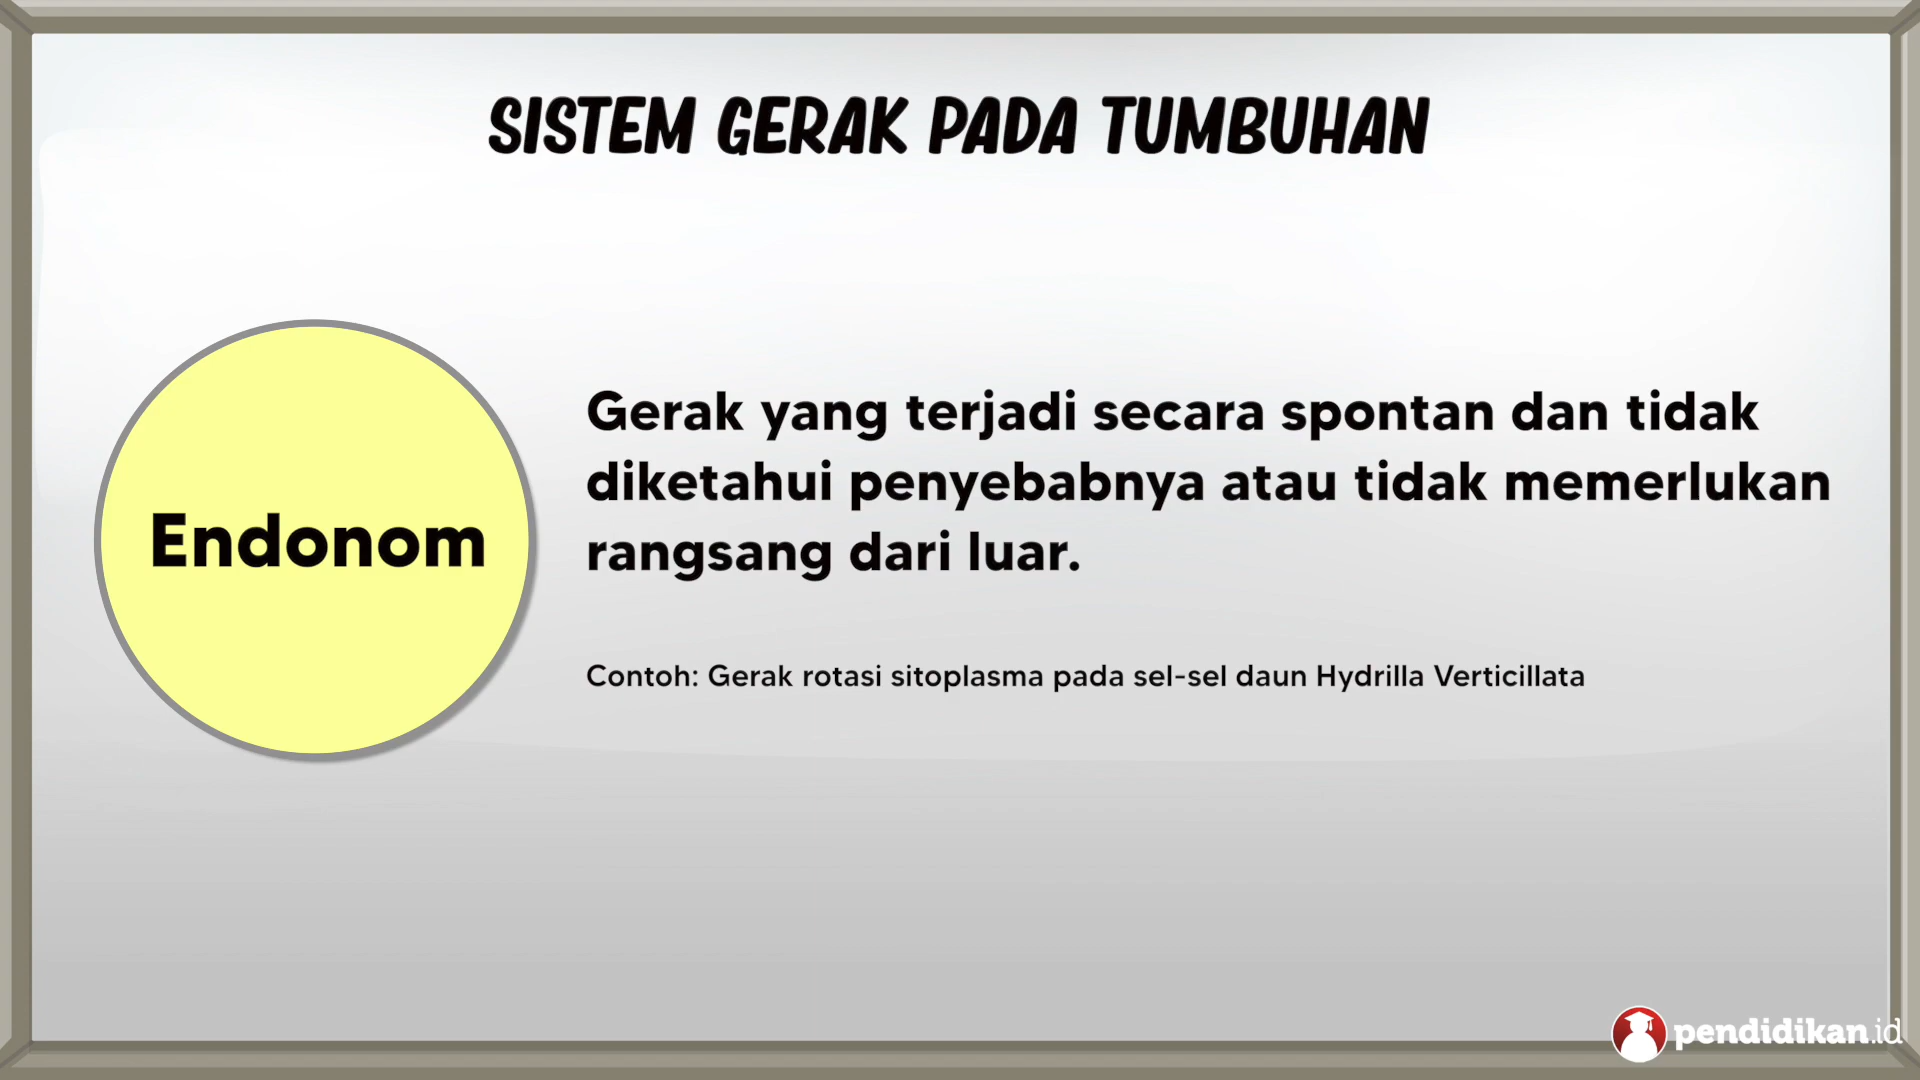 SISTEM GERAK PADA TUMBUHAN
Endonom
Gerak yang terjadi secara spontan dan tidak
diketahui penyebabnya atau tidak memerlukan
rangsang dari luar.
Contoh: Gerak rotasi sitoplasma pada sel-sel daun Hydrilla Verticillata
pendidikan.id